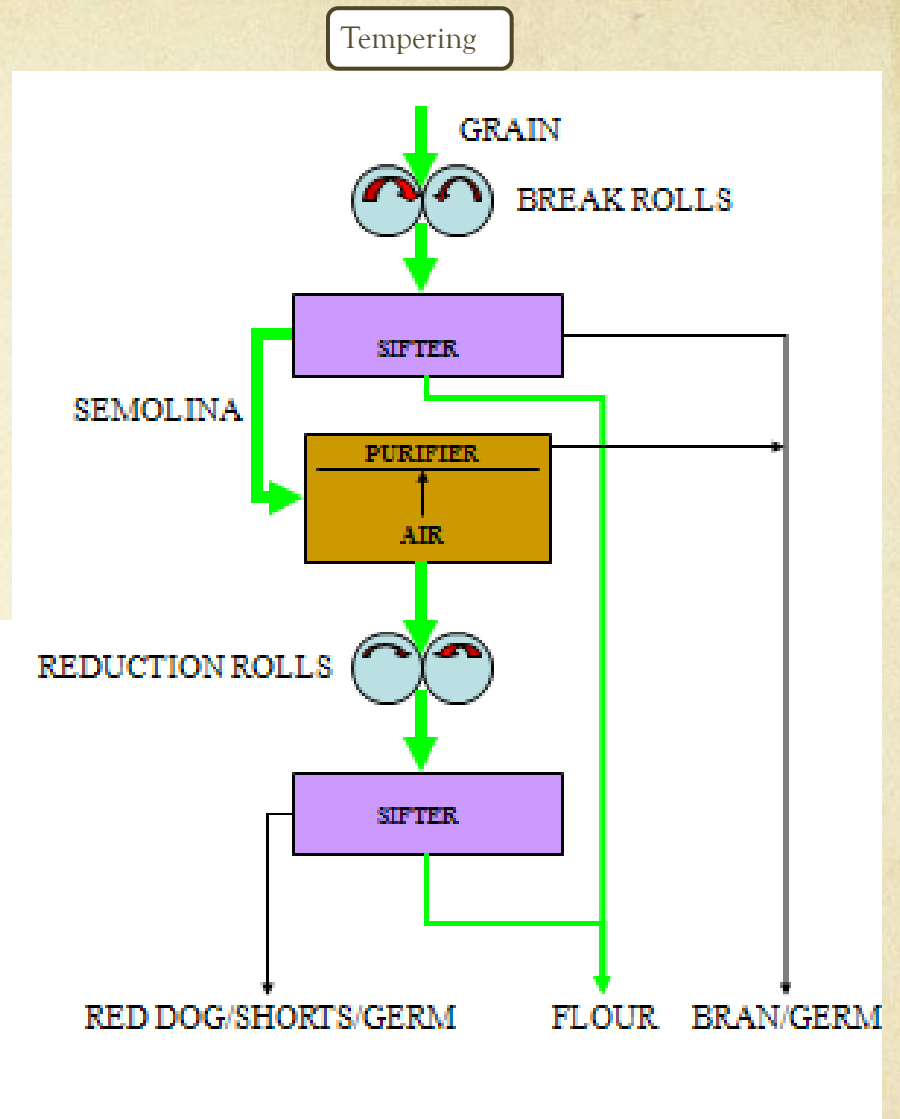 Tempering
GRAIN
BREAK ROLLS
SIFTER
SEMOLINA
PURIFIER
AIR
REDUCTION ROLLS
SIFTER
RED DOG/SHORTS/GERM
FLOUR
BRAN/GERM